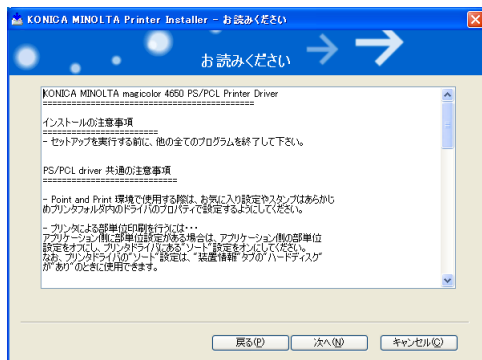 KONICA MINOLTA Printer Installer - お読みください
お読みください
KONICA MINOLTA magicolor 4650 PS/PCL Printer Driver
=============================================
インストールの注意事項
======================
- セットアップを実行する前に、他の全てのプログラムを終了して下さい。
PS/PCL driver 共通の注意事項
==========================
- Point and Print 環境で使用する際は、お気に入り設定やスタンプはあらかじ
めプリンタフォルダ内のドライバのプロパティで設定するようにしてください。
- プリンタによる部単位印刷を行うには・・・
アプリケーション側に部単位設定がある場合は、アプリケーション側の部単位
設定をオフにし、プリンタドライバにある"ソート"設定をオンにしてください。
なお、プリンタドライバの"ソート"設定は、"装置情報"タブの"ハードディスク"
が"あり"のときに使用できます。
戻る(P)
次へ(N)
キャンセル(C)